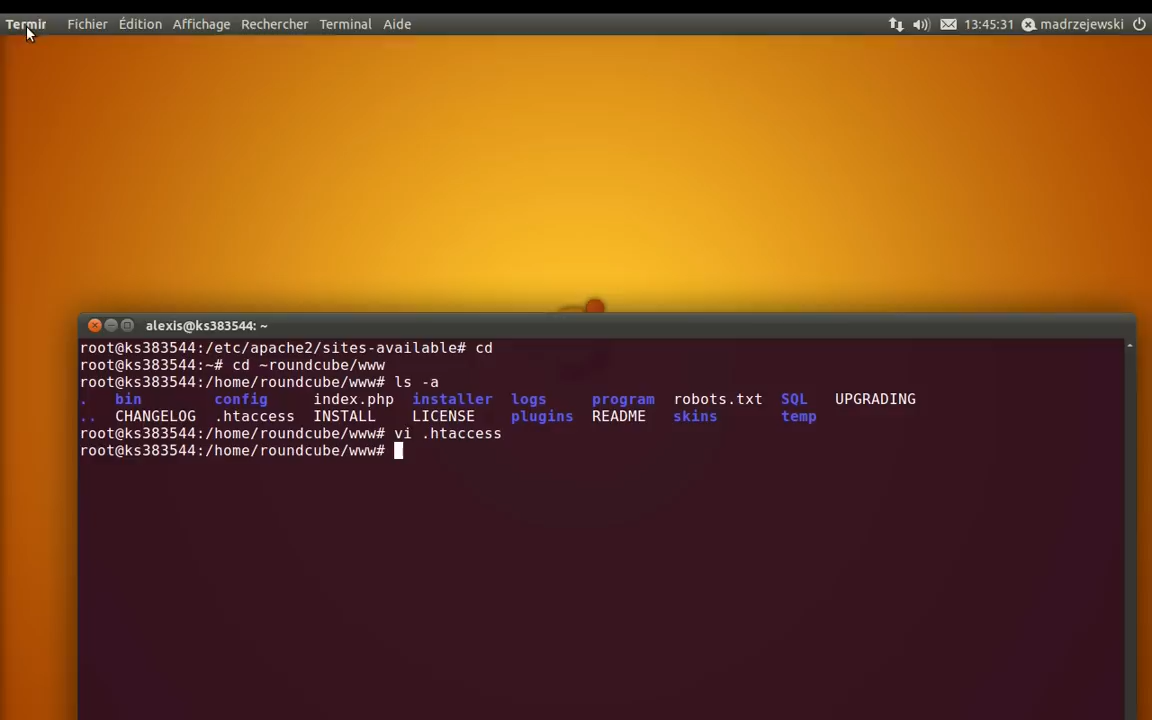 Termir Fichier Édition Affichage Rechercher Terminal Aide 13:45:31 madrzejewski
alexis@ks383544: ~
root@ks383544:/etc/apache2/sites-available# cd
root@ks383544:~# cd ~roundcube/www
root@ks383544:/home/roundcube/www# ls -a
. bin config index.php installer logs program robots.txt SQL UPGRADING
.. CHANGELOG .htaccess INSTALL LICENSE plugins README skins temp
root@ks383544:/home/roundcube/www# vi .htaccess
root@ks383544:/home/roundcube/www#